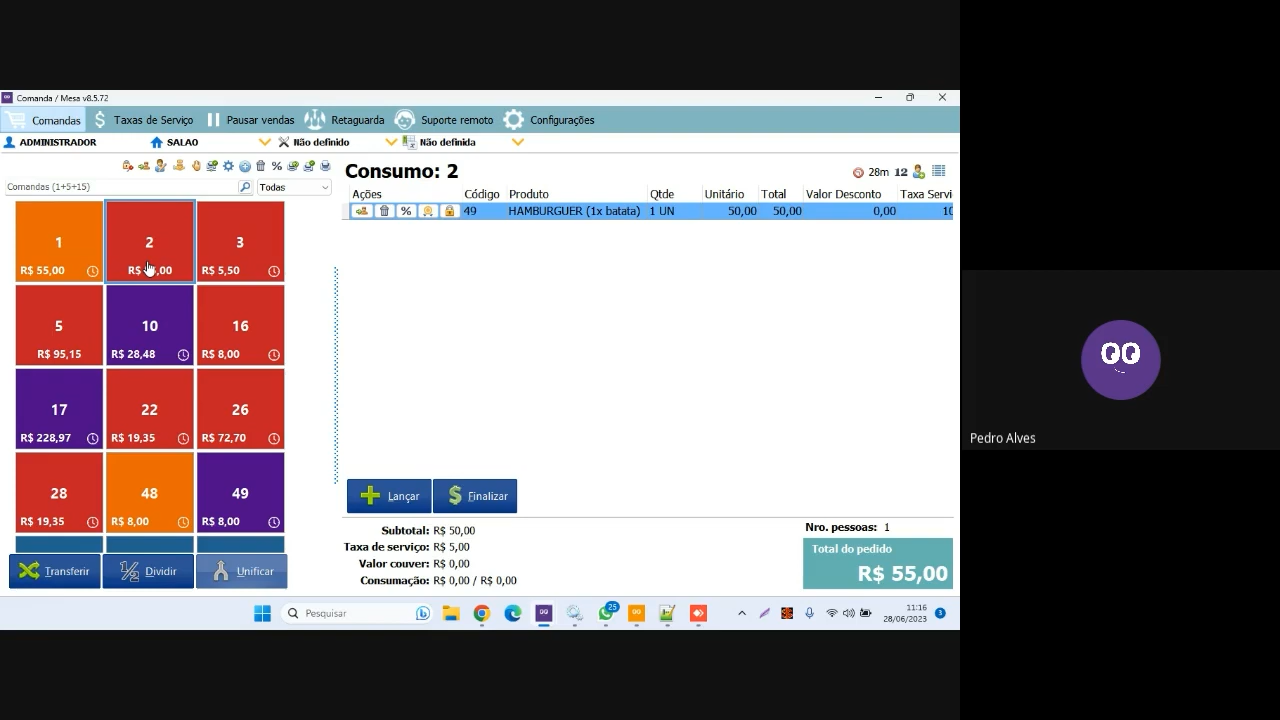 Comanda / Mesa v8.5.72
Comandas Taxas de Serviço Pausar vendas Retaguarda Suporte remoto Configurações
ADMINISTRADOR SALAO Não definido Não definida
Comandas (1+5+15) Todas
Consumo: 2
28m 12
Ações Código Produto Qtde Unitário Total Valor Desconto Taxa Servi
49 HAMBURGUER (1x batata) 1 UN 50,00 50,00 0,00 10
1 2 3
R$ 55,00 R$ ,00 R$ 5,50
5 10 16
R$ 95,15 R$ 28,48 R$ 8,00
17 22 26
R$ 228,97 R$ 19,35 R$ 72,70
28 48 49
R$ 19,35 R$ 8,00 R$ 8,00
Transferir ½ Dividir Unificar
Lançar Finalizar
Subtotal: R$ 50,00
Taxa de serviço: R$ 5,00
Valor couver: R$ 0,00
Consumação: R$ 0,00 / R$ 0,00
Nro. pessoas: 1
Total do pedido
R$ 55,00
Pesquisar
25
11:16
28/06/2023
3
Pedro Alves